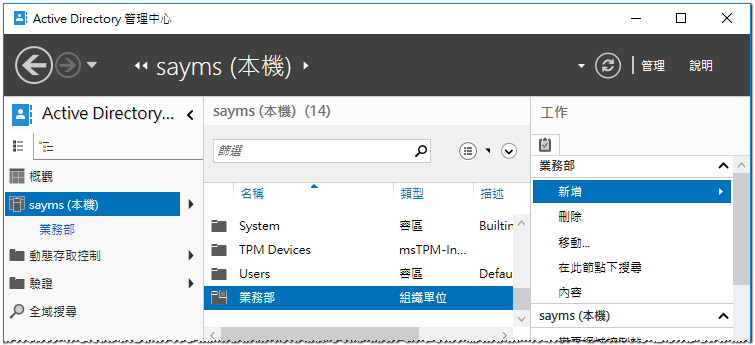 Active Directory 管理中心
sayms (本機)
管理
說明
Active Directory...
概觀
sayms (本機)
業務部
動態存取控制
驗證
全域搜尋
sayms (本機) (14)
篩選
名稱 類型 描述
System 容區 Builtin
TPM Devices msTPM-In...
Users 容區 Defau
業務部 組織單位
工作
業務部
新增
刪除
移動...
在此節點下搜尋
內容
sayms (本機)